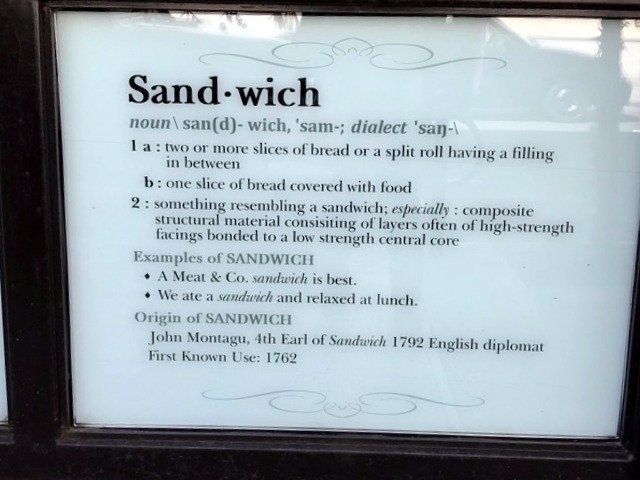 Sand·wich
noun\ san(d)- wich, 'sam-; dialect 'saŋ-\
1 a : two or more slices of bread or a split roll having a filling
in between
b : one slice of bread covered with food
2 : something resembling a sandwich; especially : composite
structural material consisiting of layers often of high-strength
facings bonded to a low strength central core
Examples of SANDWICH
♦ A Meat & Co. sandwich is best.
♦ We ate a sandwich and relaxed at lunch.
Origin of SANDWICH
John Montagu, 4th Earl of Sandwich 1792 English diplomat
First Known Use: 1762